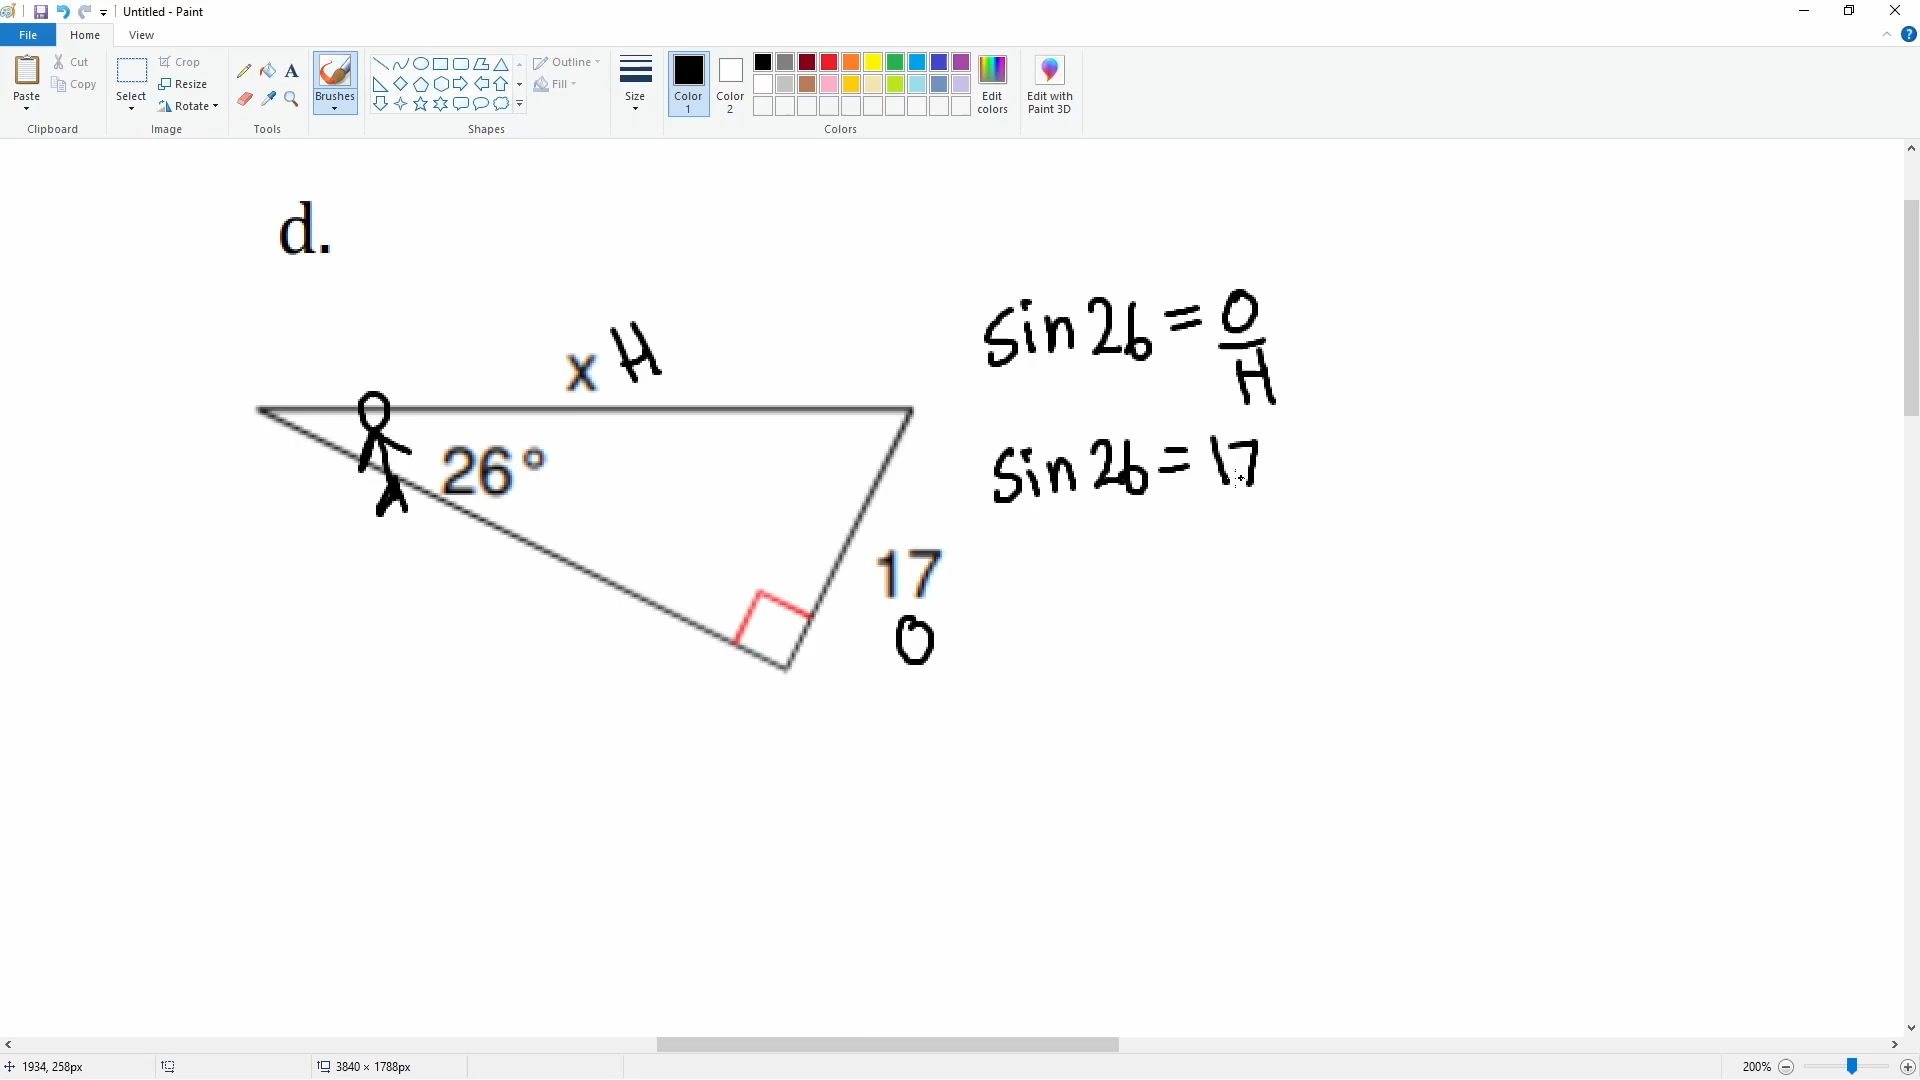 Untitled - Paint
File Home View
Paste
Cut
Copy
Clipboard
Select
Crop
Resize
Rotate
Image
Tools
Brushes
Shapes
Outline
Fill
Size
Color 1
Color 2
Colors
Edit colors
Edit with Paint 3D
d.
x H
26°
17
O
sin 26 = O
H
sin 26 = 17
1934, 258px
3840 × 1788px
200%